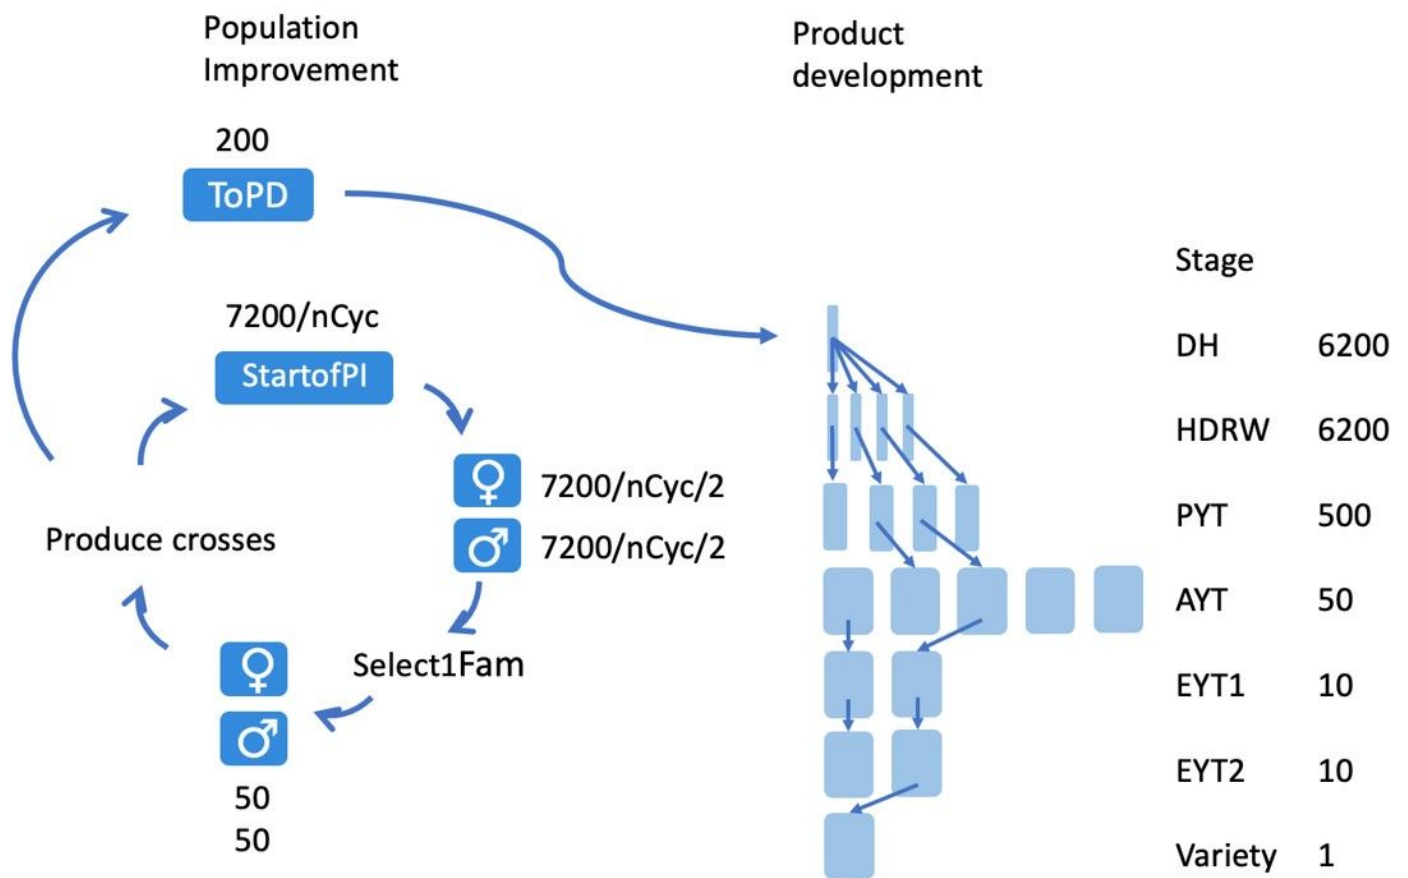 Population
Improvement
200
ToPD
7200/nCyc
StartofPI
7200/nCyc/2
7200/nCyc/2
Produce crosses
Select1Fam
50
50
Product
development
Stage
DH 6200
HDRW 6200
PYT 500
AYT 50
EYT1 10
EYT2 10
Variety 1